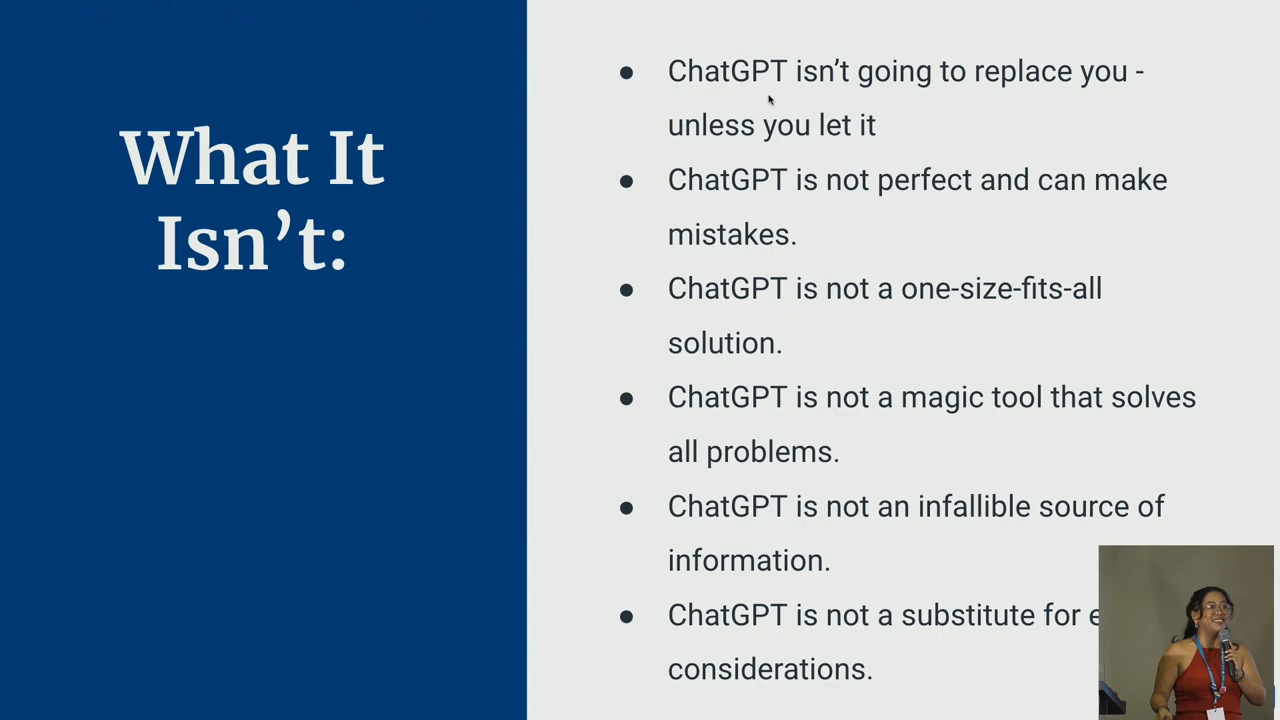 What It
Isn’t:
● ChatGPT isn’t going to replace you -
unless you let it
● ChatGPT is not perfect and can make
mistakes.
● ChatGPT is not a one-size-fits-all
solution.
● ChatGPT is not a magic tool that solves
all problems.
● ChatGPT is not an infallible source of
information.
● ChatGPT is not a substitute for
considerations.